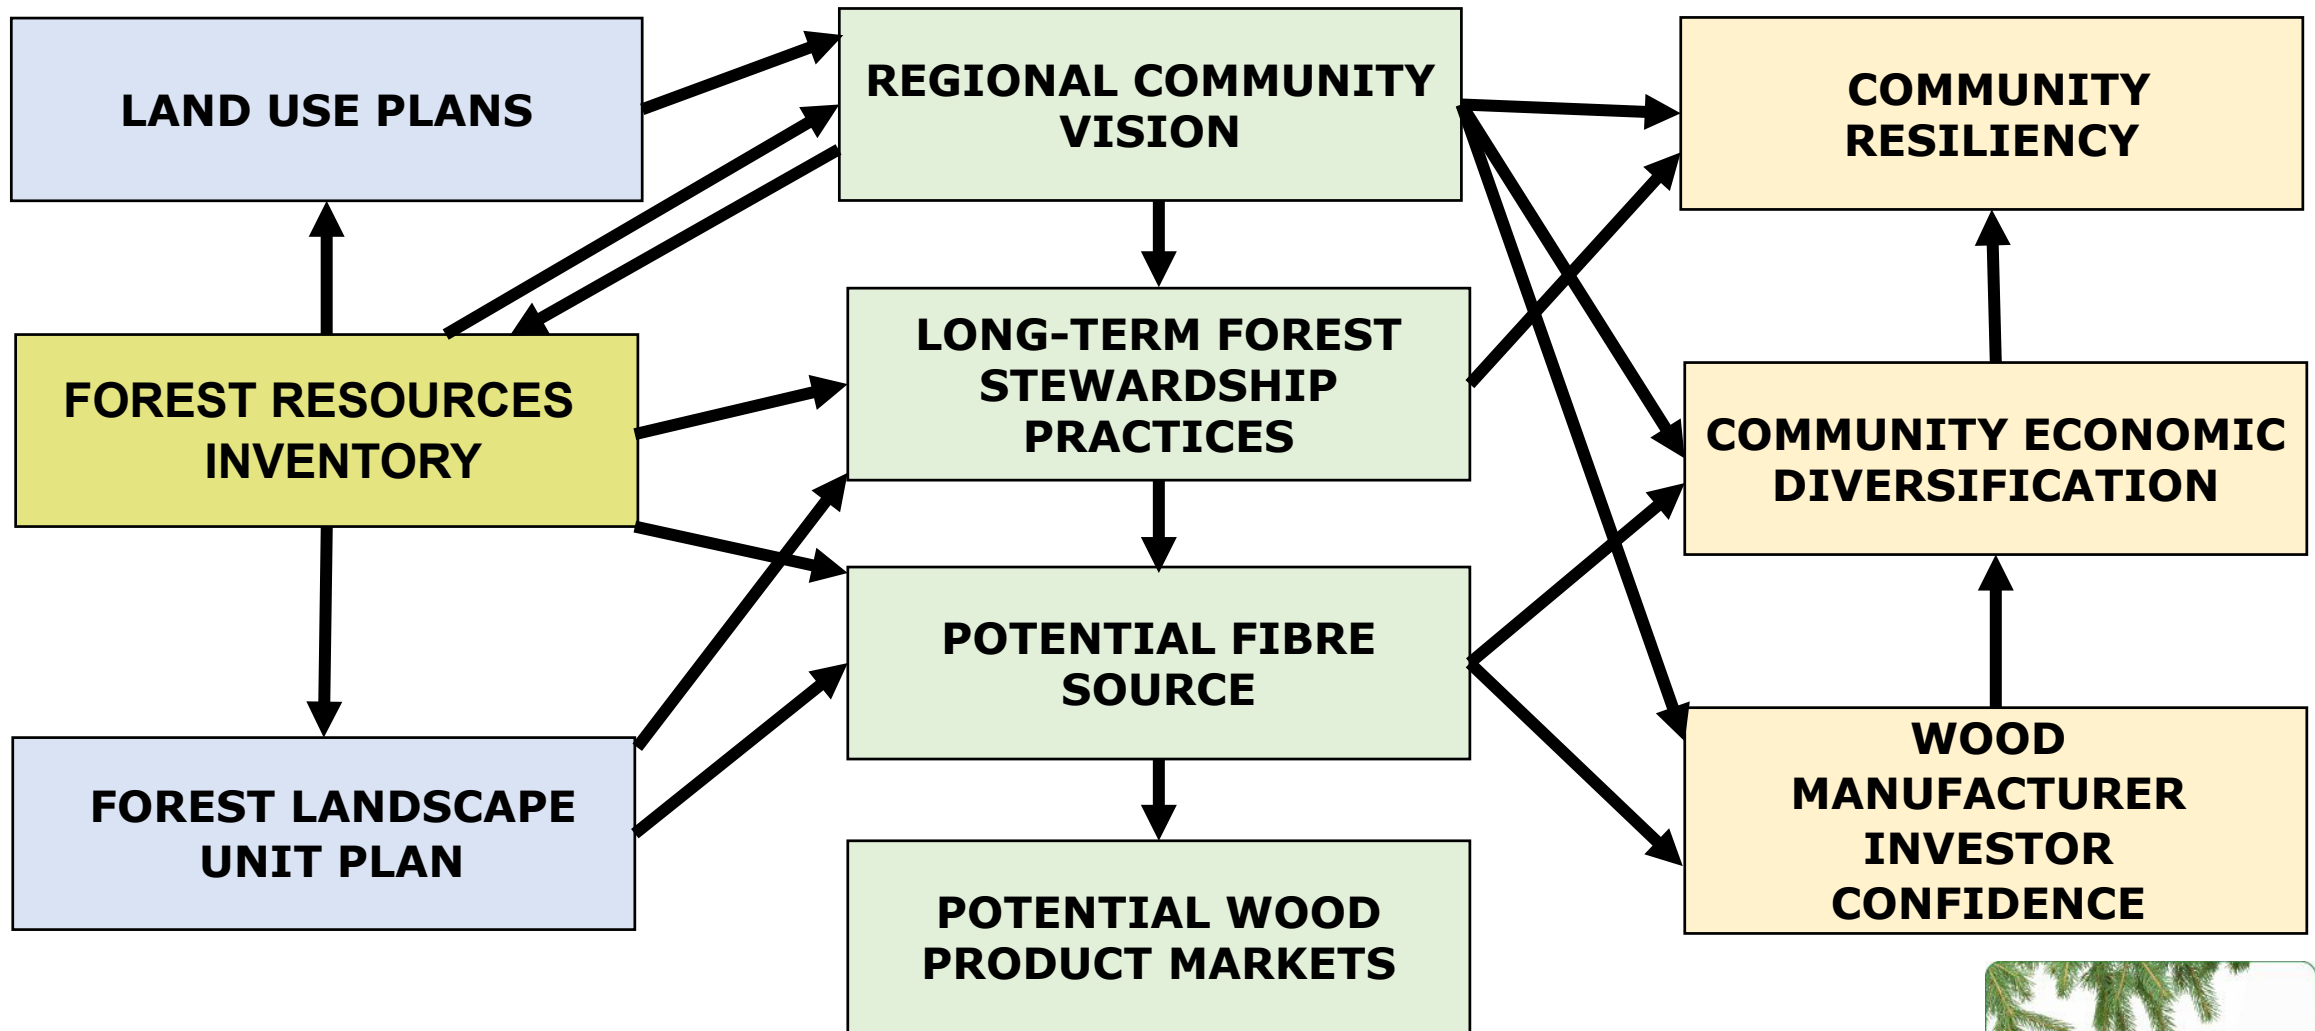 LAND USE PLANS
REGIONAL COMMUNITY
VISION
COMMUNITY
RESILIENCY
FOREST RESOURCES
INVENTORY
LONG-TERM FOREST
STEWARDSHIP
PRACTICES
COMMUNITY ECONOMIC
DIVERSIFICATION
FOREST LANDSCAPE
UNIT PLAN
POTENTIAL FIBRE
SOURCE
WOOD
MANUFACTURER
INVESTOR
CONFIDENCE
POTENTIAL WOOD
PRODUCT MARKETS